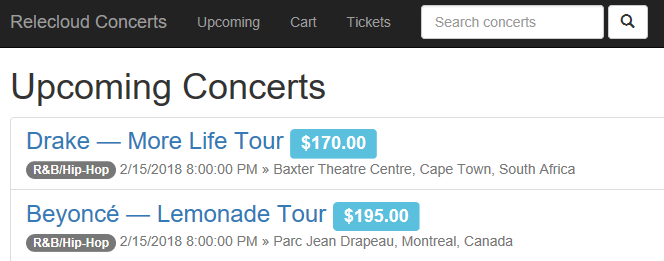 Relecloud Concerts Upcoming Cart Tickets Search concerts
Upcoming Concerts
Drake — More Life Tour $170.00
R&B/Hip-Hop 2/15/2018 8:00:00 PM » Baxter Theatre Centre, Cape Town, South Africa
Beyoncé — Lemonade Tour $195.00
R&B/Hip-Hop 2/15/2018 8:00:00 PM » Parc Jean Drapeau, Montreal, Canada